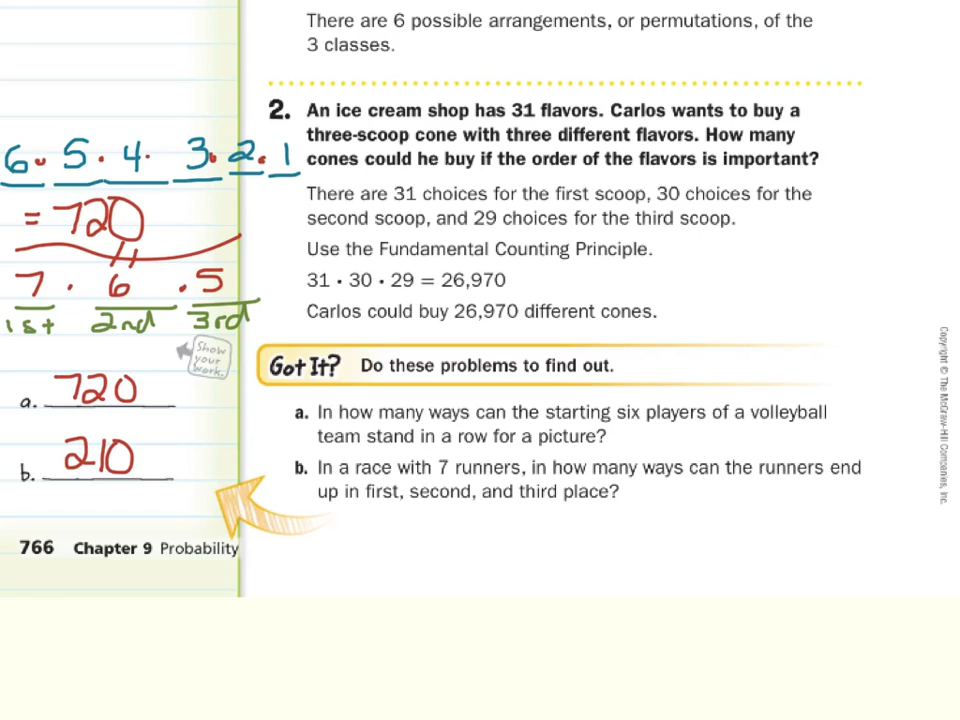 There are 6 possible arrangements, or permutations, of the
3 classes.
2. An ice cream shop has 31 flavors. Carlos wants to buy a
three-scoop cone with three different flavors. How many
cones could he buy if the order of the flavors is important?
There are 31 choices for the first scoop, 30 choices for the
second scoop, and 29 choices for the third scoop.
Use the Fundamental Counting Principle.
31 • 30 • 29 = 26,970
Carlos could buy 26,970 different cones.
6 • 5 • 4 • 3 • 2 • 1
= 720
7 • 6 • 5
1st 2nd 3rd
Show
your
work.
Got It? Do these problems to find out.
a. In how many ways can the starting six players of a volleyball
team stand in a row for a picture?
b. In a race with 7 runners, in how many ways can the runners end
up in first, second, and third place?
a. 720
b. 210
766 Chapter 9 Probability
Copyright © The McGraw-Hill Companies, Inc.